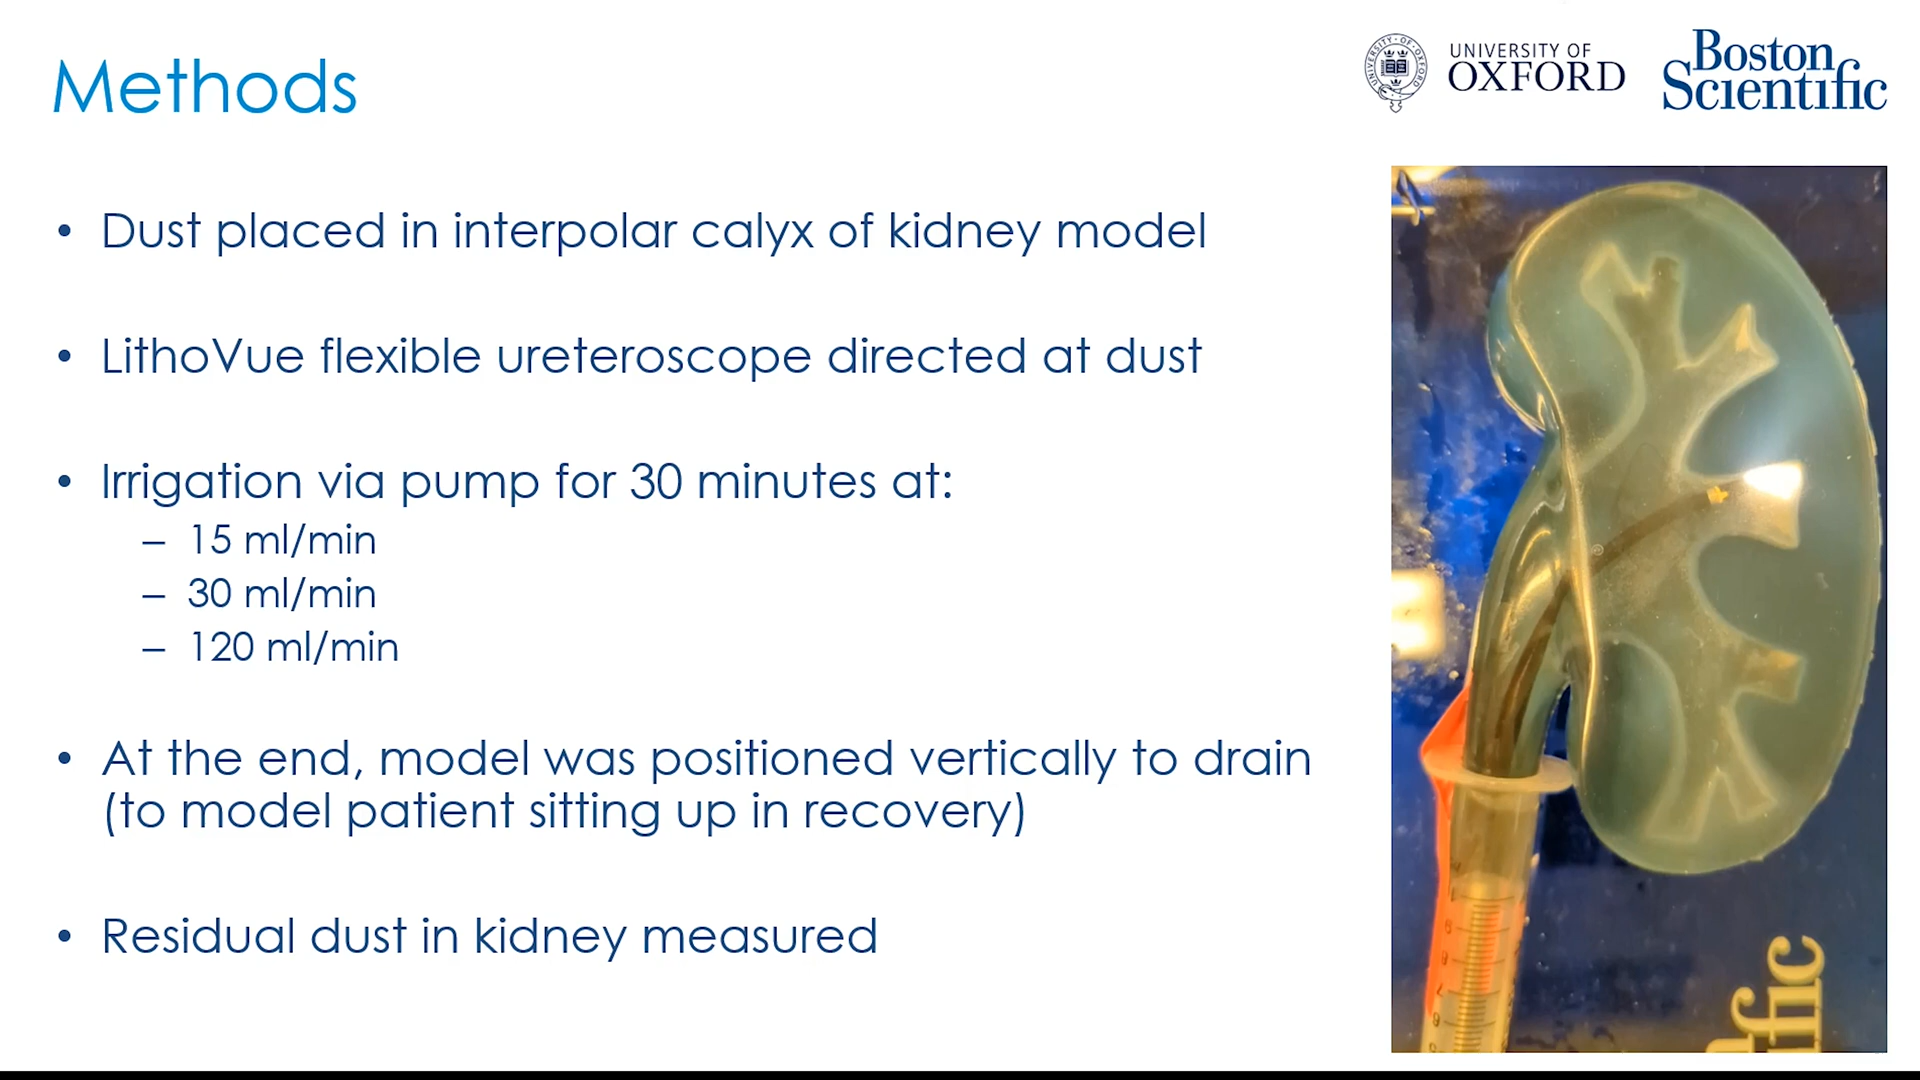 Methods
UNIVERSITY OF
OXFORD
Boston
Scientific
• Dust placed in interpolar calyx of kidney model
• LithoVue flexible ureteroscope directed at dust
• Irrigation via pump for 30 minutes at:
– 15 ml/min
– 30 ml/min
– 120 ml/min
• At the end, model was positioned vertically to drain
(to model patient sitting up in recovery)
• Residual dust in kidney measured
fic